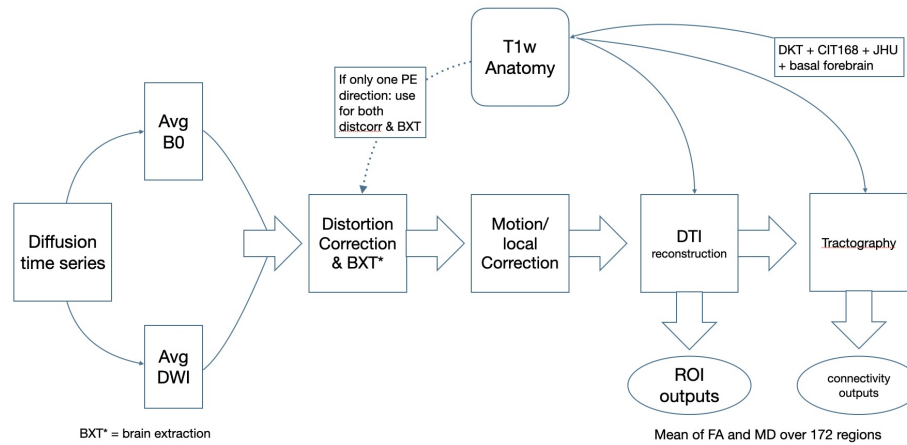 T1w
Anatomy
DKT + CIT168 + JHU
+ basal forebrain
If only one PE
direction: use
for both
distcorr & BXT
Avg
B0
Diffusion
time series
Distortion
Correction
& BXT*
Motion/
local
Correction
DTI
reconstruction
Tractography
Avg
DWI
ROI
outputs
connectivity
outputs
BXT* = brain extraction
Mean of FA and MD over 172 regions